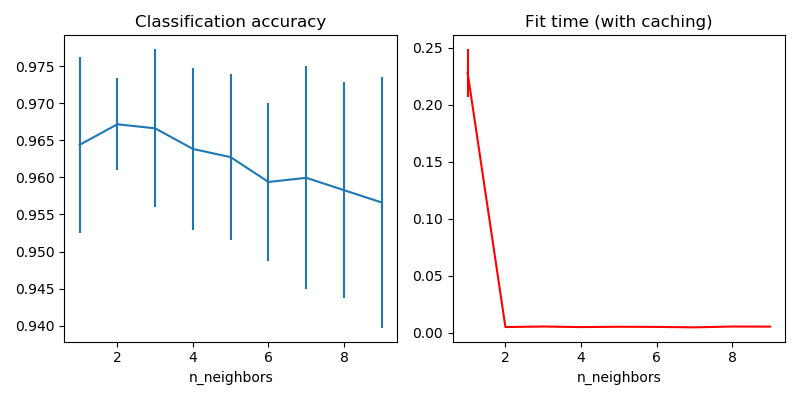 Classification accuracy
0.975
0.970
0.965
0.960
0.955
0.950
0.945
0.940
2 4 6 8
n_neighbors
Fit time (with caching)
0.25
0.20
0.15
0.10
0.05
0.00
2 4 6 8
n_neighbors